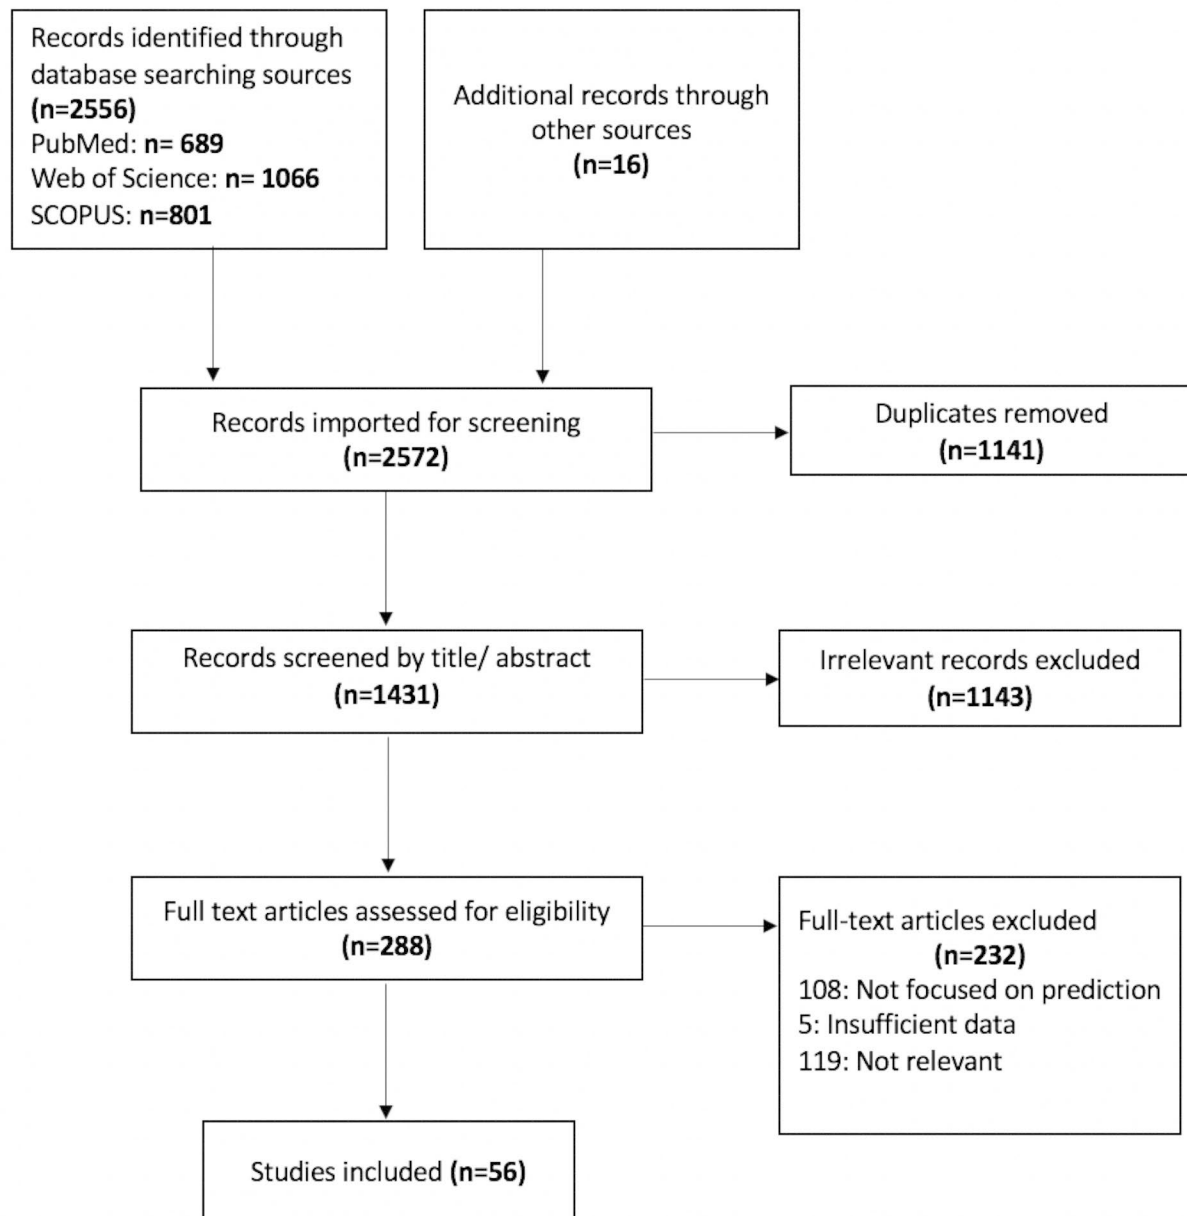 Records identified through
database searching sources
(n=2556)
PubMed: n= 689
Web of Science: n= 1066
SCOPUS: n=801
Additional records through
other sources
(n=16)
Records imported for screening
(n=2572)
Duplicates removed
(n=1141)
Records screened by title/ abstract
(n=1431)
Irrelevant records excluded
(n=1143)
Full text articles assessed for eligibility
(n=288)
Full-text articles excluded
(n=232)
108: Not focused on prediction
5: Insufficient data
119: Not relevant
Studies included (n=56)